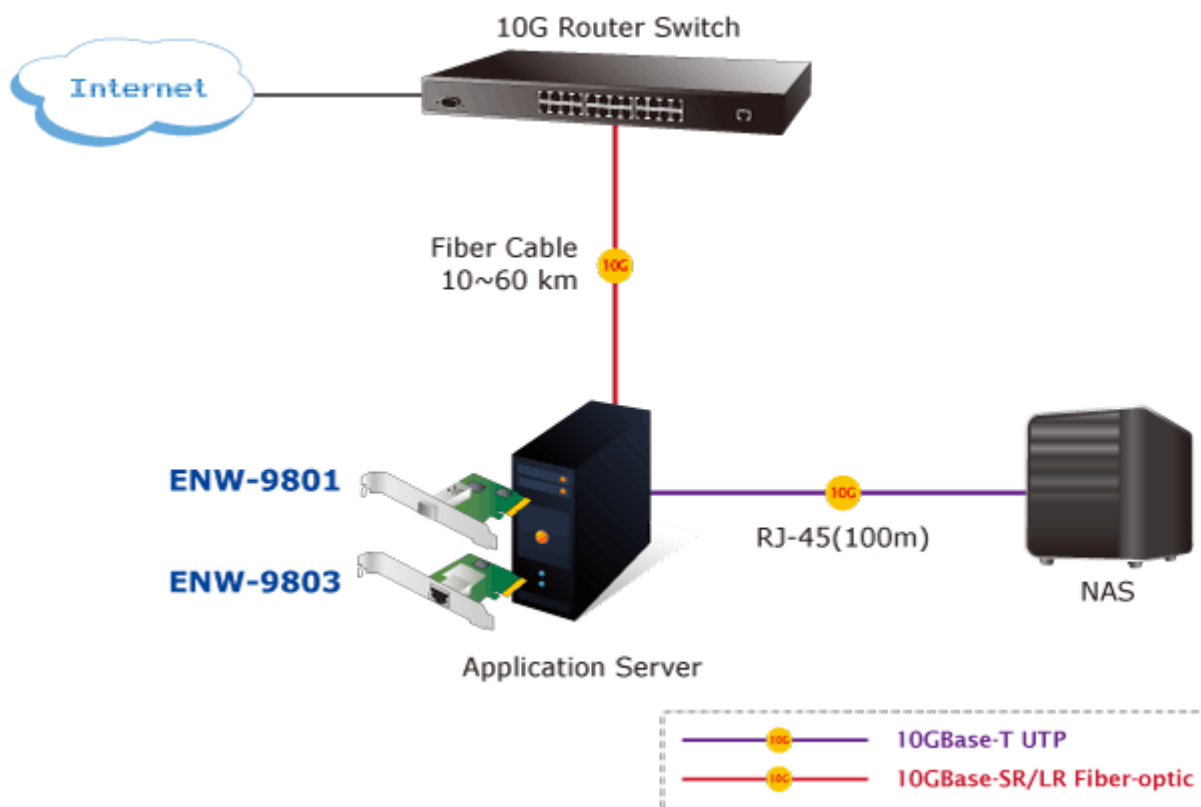 10G Router Switch
Internet
Fiber Cable
10~60 km
10G
ENW-9801
ENW-9803
10G
RJ-45(100m)
NAS
Application Server
10G 10GBase-T UTP
10G 10GBase-SR/LR Fiber-optic